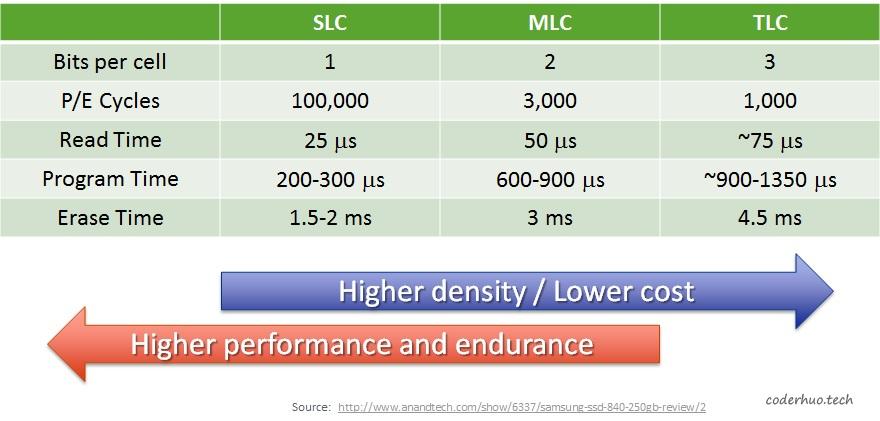 SLC MLC TLC
Bits per cell 1 2 3
P/E Cycles 100,000 3,000 1,000
Read Time 25 μs 50 μs ~75 μs
Program Time 200-300 μs 600-900 μs ~900-1350 μs
Erase Time 1.5-2 ms 3 ms 4.5 ms
Higher density / Lower cost
Higher performance and endurance
Source: http://www.anandtech.com/show/6337/samsung-ssd-840-250gb-review/2
coderhuo.tech